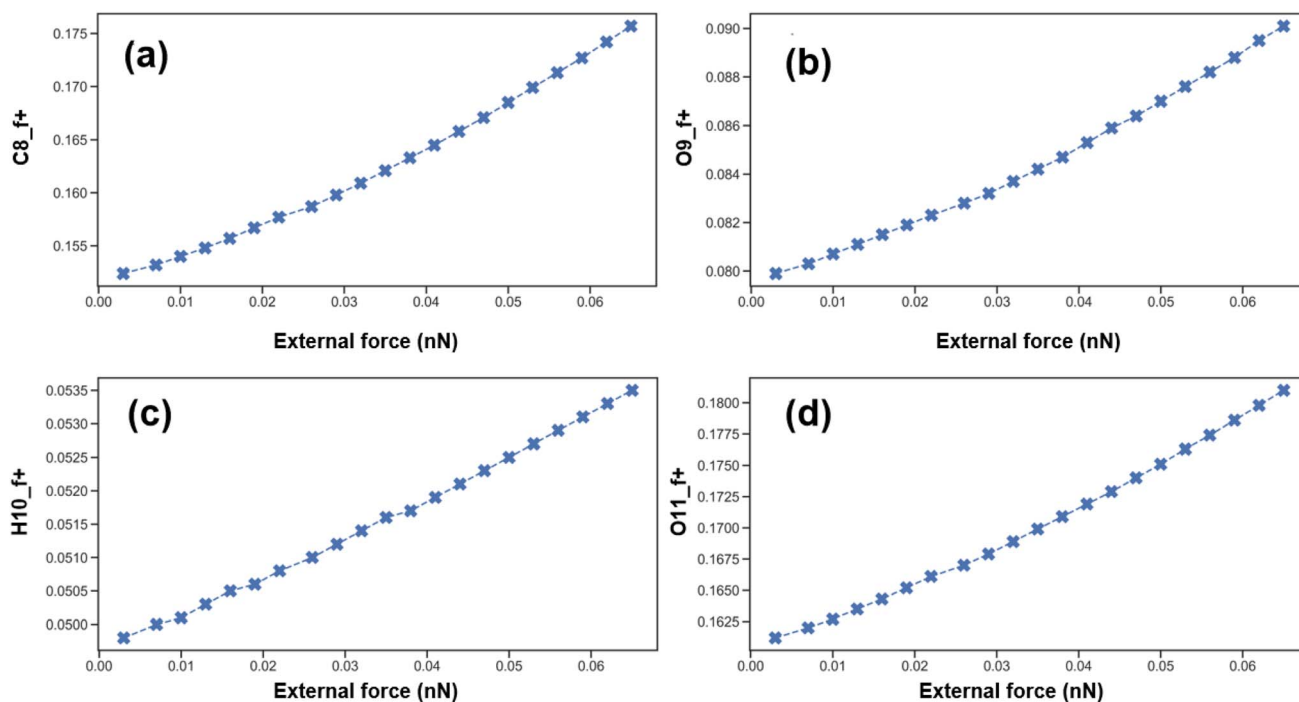 (a)
C8_f+
0.175
0.170
0.165
0.160
0.155
0.00 0.01 0.02 0.03 0.04 0.05 0.06
External force (nN)
(b)
O9_f+
0.090
0.088
0.086
0.084
0.082
0.080
0.00 0.01 0.02 0.03 0.04 0.05 0.06
External force (nN)
(c)
H10_f+
0.0535
0.0530
0.0525
0.0520
0.0515
0.0510
0.0505
0.0500
0.00 0.01 0.02 0.03 0.04 0.05 0.06
External force (nN)
(d)
O11_f+
0.1800
0.1775
0.1750
0.1725
0.1700
0.1675
0.1650
0.1625
0.00 0.01 0.02 0.03 0.04 0.05 0.06
External force (nN)